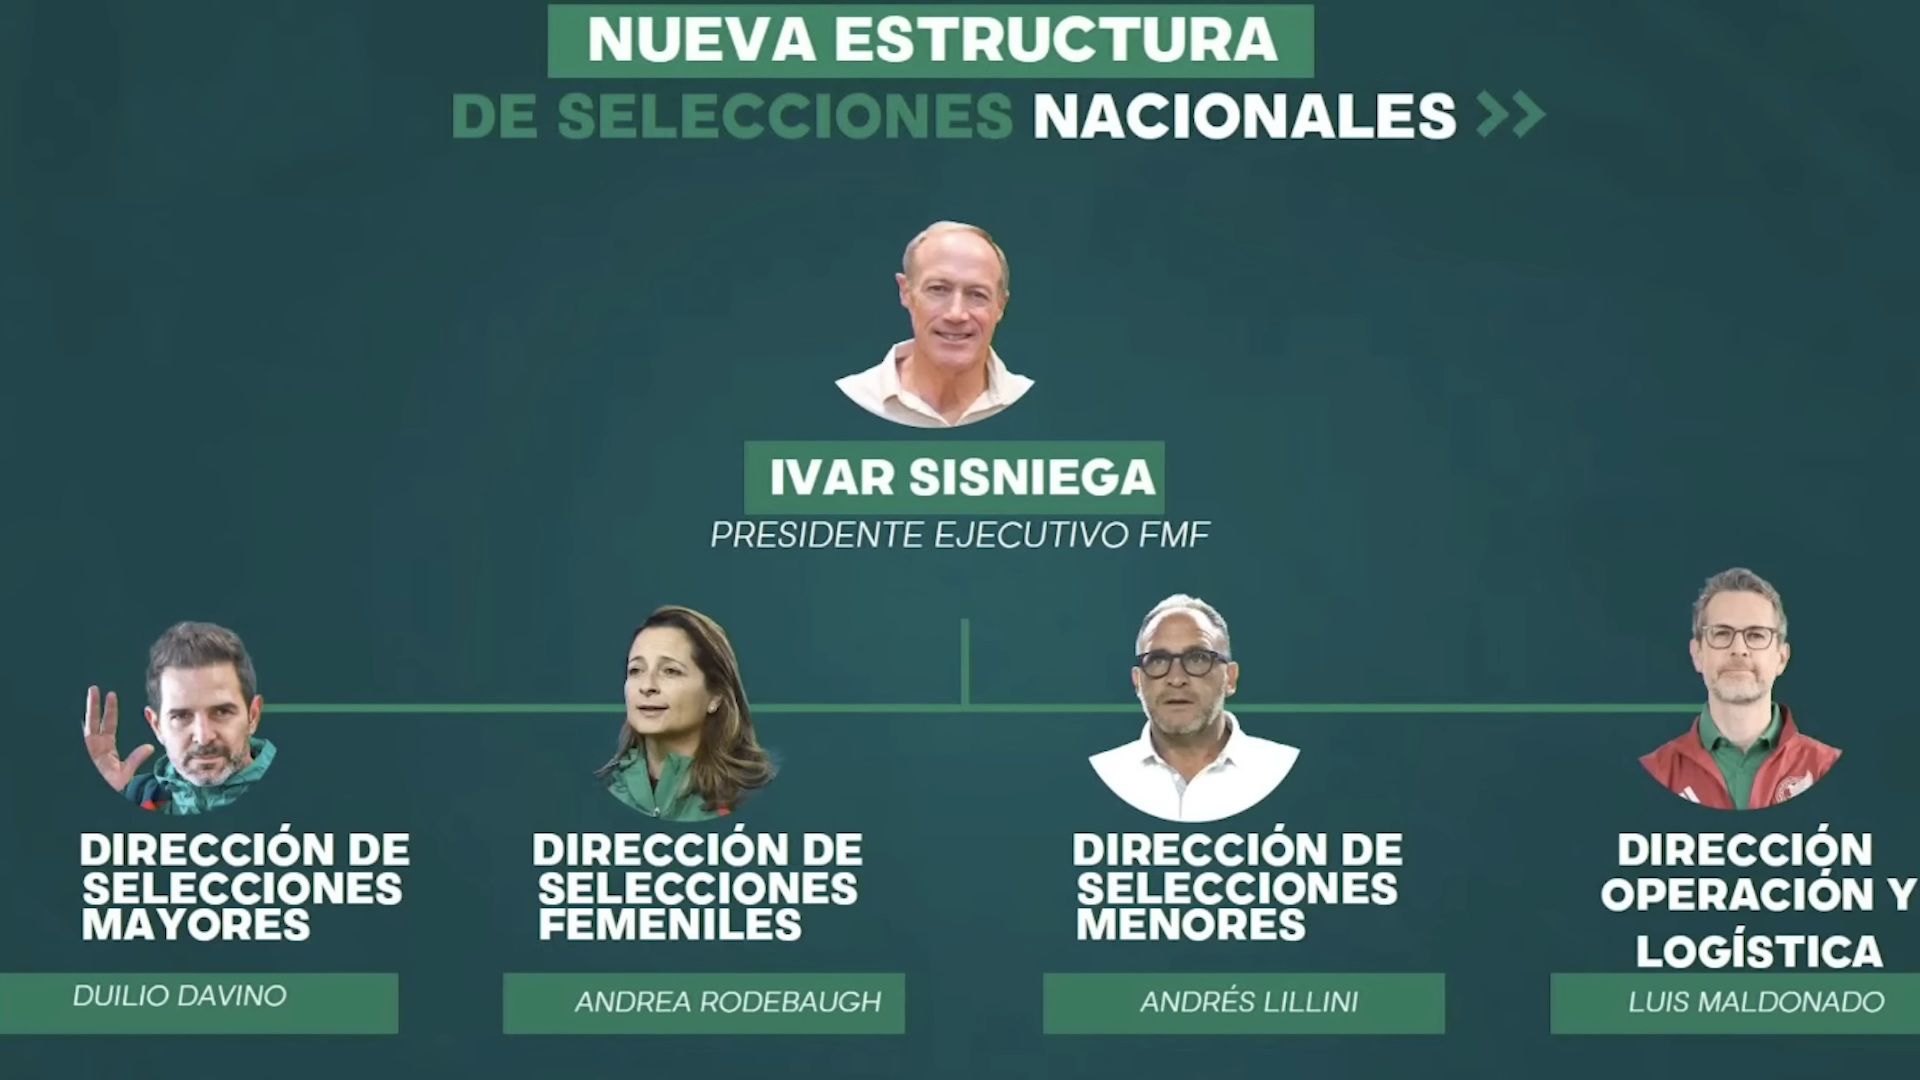 NUEVA ESTRUCTURA
DE SELECCIONES NACIONALES >>
IVAR SISNIEGA
PRESIDENTE EJECUTIVO FMF
DIRECCIÓN DE
SELECCIONES
MAYORES
DUILIO DAVINO
DIRECCIÓN DE
SELECCIONES
FEMENILES
ANDREA RODEBAUGH
DIRECCIÓN DE
SELECCIONES
MENORES
ANDRÉS LILLINI
DIRECCIÓN
OPERACIÓN Y
LOGÍSTICA
LUIS MALDONADO